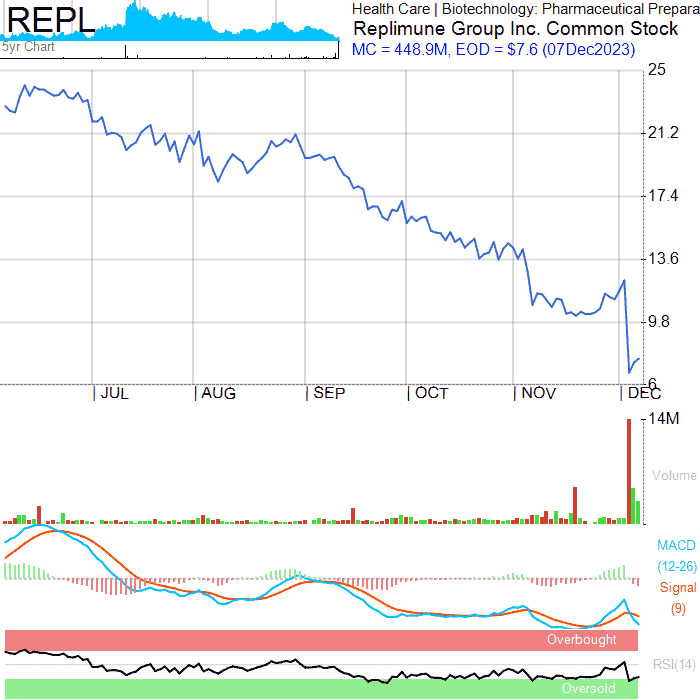 REPL
5yr Chart
Health Care | Biotechnology: Pharmaceutical Prepara
Replimune Group Inc. Common Stock
MC = 448.9M, EOD = $7.6 (07Dec2023)
25
21.2
17.4
13.6
9.8
6
JUL AUG SEP OCT NOV DEC
14M
Volume
MACD
(12-26)
Signal
(9)
Overbought
RSI(14)
Oversold